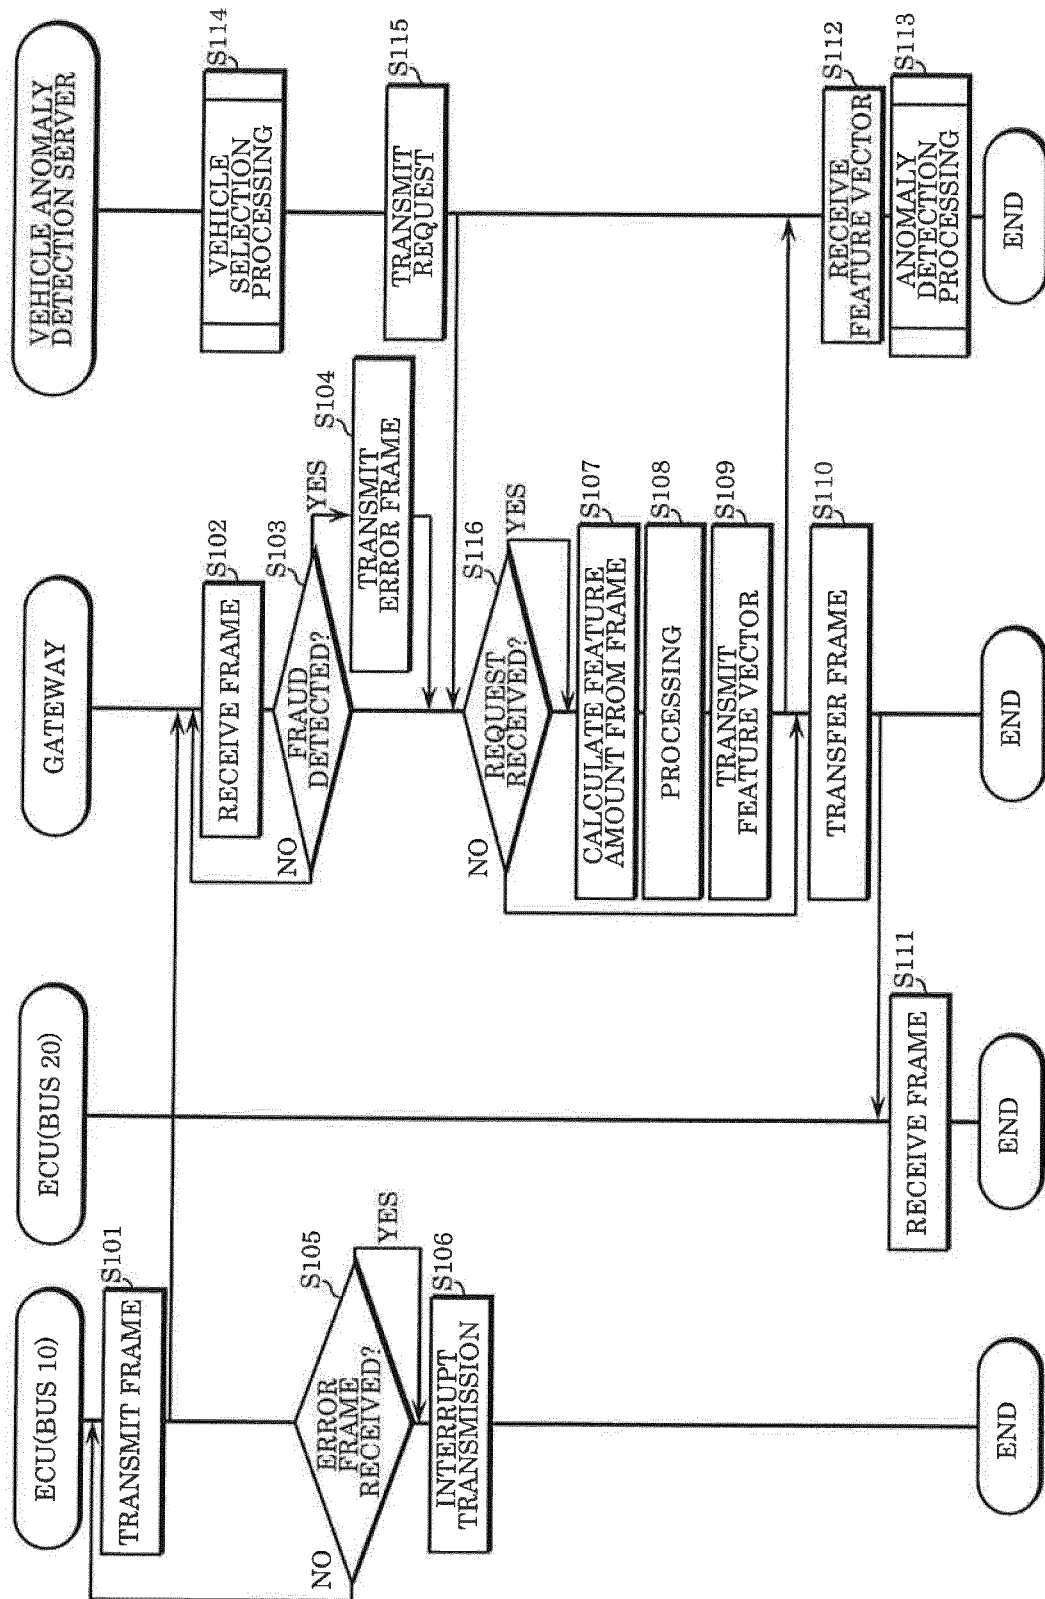 ECU(BUS 10)
TRANSMIT FRAME
S101
ERROR
FRAME
RECEIVED?
S105
NO
YES
INTERRUPT
TRANSMISSION
S106
END
ECU(BUS 20)
RECEIVE FRAME
S111
END
GATEWAY
RECEIVE FRAME
S102
FRAUD
DETECTED?
S103
NO
YES
TRANSMIT
ERROR FRAME
S104
REQUEST
RECEIVED?
S116
NO
YES
CALCULATE FEATURE
AMOUNT FROM FRAME
S107
PROCESSING
S108
TRANSMIT
FEATURE VECTOR
S109
TRANSFER FRAME
S110
END
VEHICLE ANOMALY
DETECTION SERVER
VEHICLE
SELECTION
PROCESSING
S114
TRANSMIT
REQUEST
S115
RECEIVE
FEATURE VECTOR
S112
ANOMALY
DETECTION
PROCESSING
S113
END